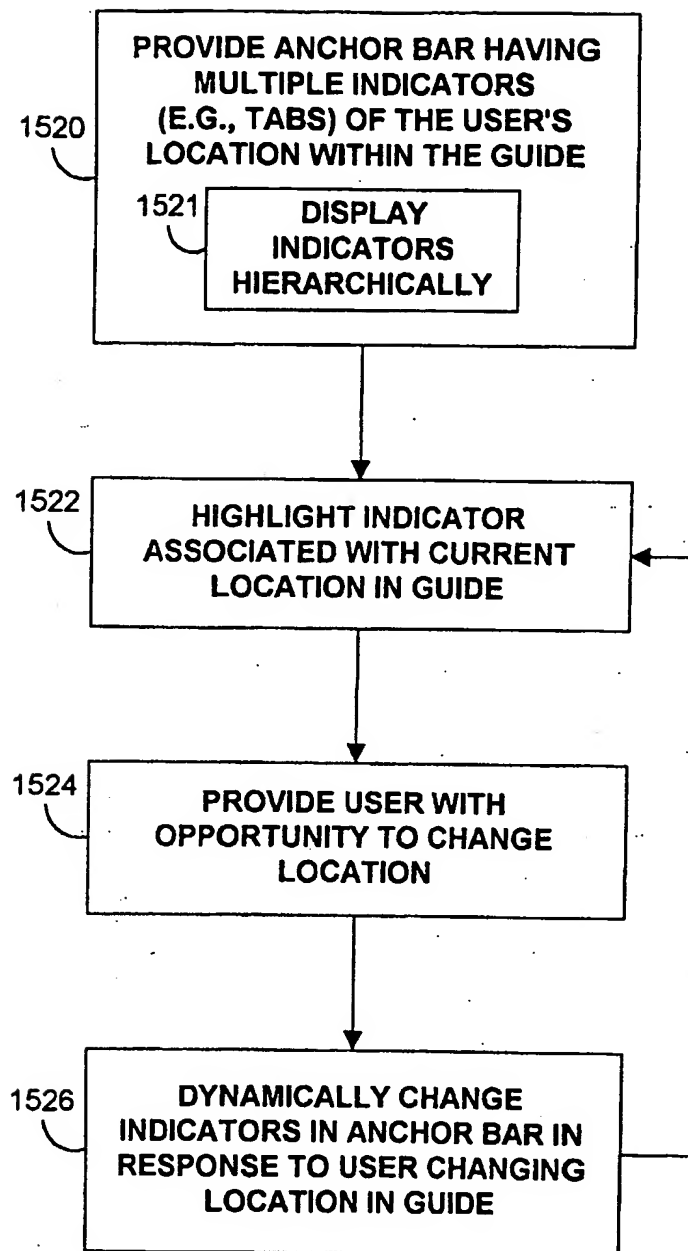 PROVIDE ANCHOR BAR HAVING
MULTIPLE INDICATORS
(E.G., TABS) OF THE USER'S
LOCATION WITHIN THE GUIDE
1520
1521
DISPLAY
INDICATORS
HIERARCHICALLY
1522
HIGHLIGHT INDICATOR
ASSOCIATED WITH CURRENT
LOCATION IN GUIDE
1524
PROVIDE USER WITH
OPPORTUNITY TO CHANGE
LOCATION
1526
DYNAMICALLY CHANGE
INDICATORS IN ANCHOR BAR IN
RESPONSE TO USER CHANGING
LOCATION IN GUIDE